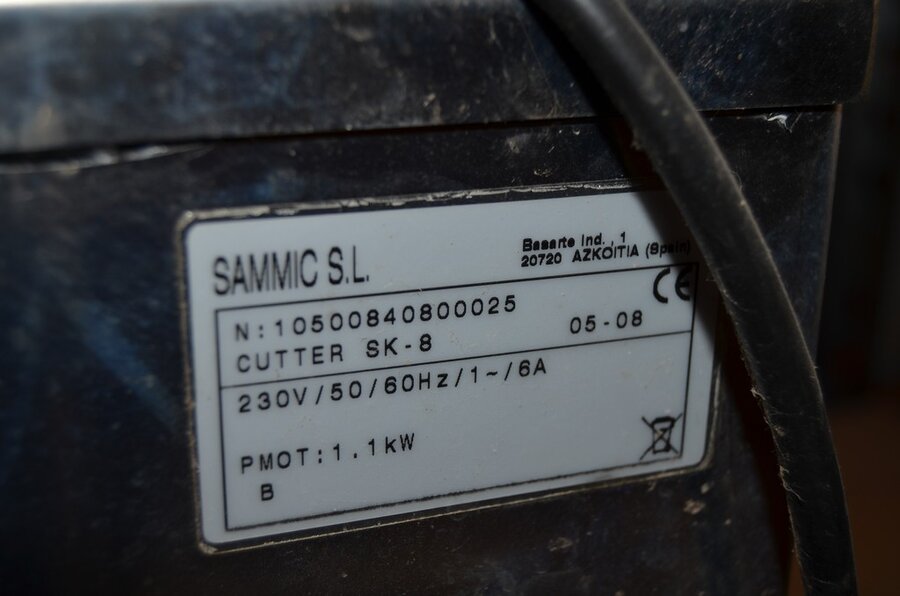 SAMMIC S.L.
Basarte Ind., 1
20720 AZKOITIA (Spain)
CE
N:10500840800025
05-08
CUTTER SK-8
230V/50/60Hz/1~/6A
PMOT:1.1kW
B